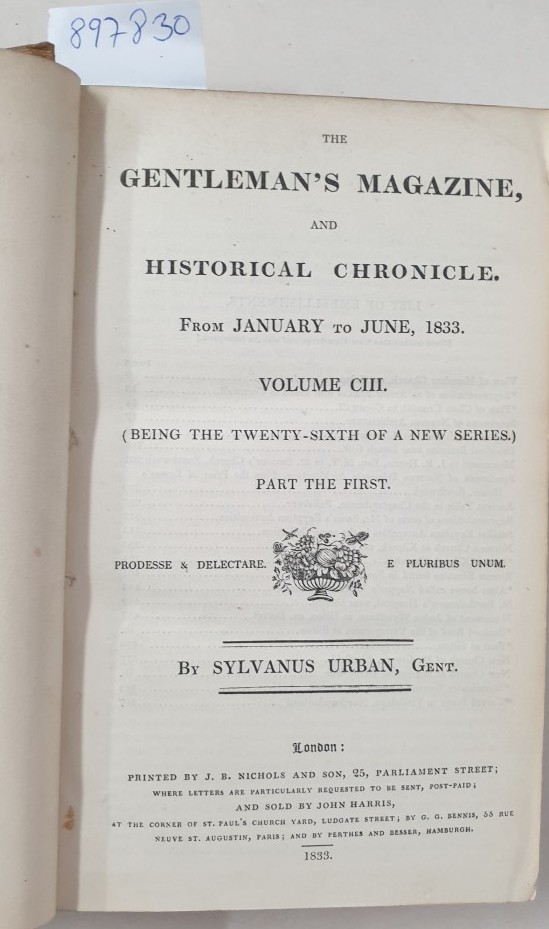 897830
THE
GENTLEMAN'S MAGAZINE,
AND
HISTORICAL CHRONICLE.
FROM JANUARY TO JUNE, 1833.
VOLUME CIII.
(BEING THE TWENTY-SIXTH OF A NEW SERIES.)
PART THE FIRST.
PRODESSE & DELECTARE. E PLURIBUS UNUM.
BY SYLVANUS URBAN, GENT.
London:
PRINTED BY J. B. NICHOLS AND SON, 25, PARLIAMENT STREET;
WHERE LETTERS ARE PARTICULARLY REQUESTED TO BE SENT, POST-PAID;
AND SOLD BY JOHN HARRIS,
AT THE CORNER OF ST. PAUL'S CHURCH YARD, LUDGATE STREET; BY G. G. BENNIS, 55 RUE
NEUVE ST. AUGUSTIN, PARIS; AND BY PERTHES AND BESSER, HAMBURGH.
1833.